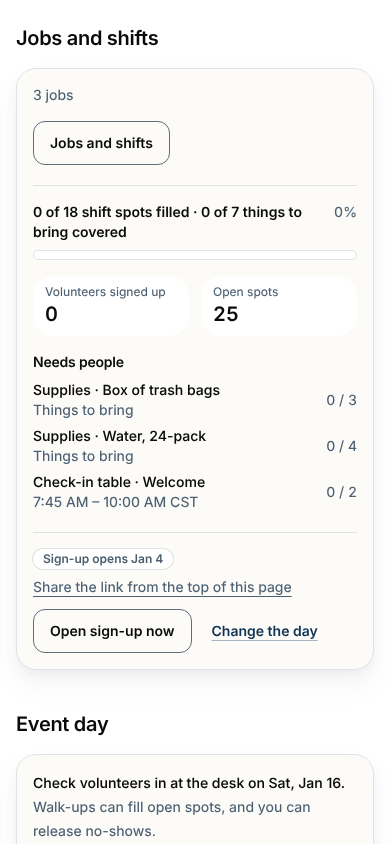 Jobs and shifts
3 jobs
Jobs and shifts
0 of 18 shift spots filled · 0 of 7 things to
bring covered
0%
Volunteers signed up
0
Open spots
25
Needs people
Supplies · Box of trash bags
Things to bring
0 / 3
Supplies · Water, 24-pack
Things to bring
0 / 4
Check-in table · Welcome
7:45 AM – 10:00 AM CST
0 / 2
Sign-up opens Jan 4
Share the link from the top of this page
Open sign-up now
Change the day
Event day
Check volunteers in at the desk on Sat, Jan 16.
Walk-ups can fill open spots, and you can
release no-shows.